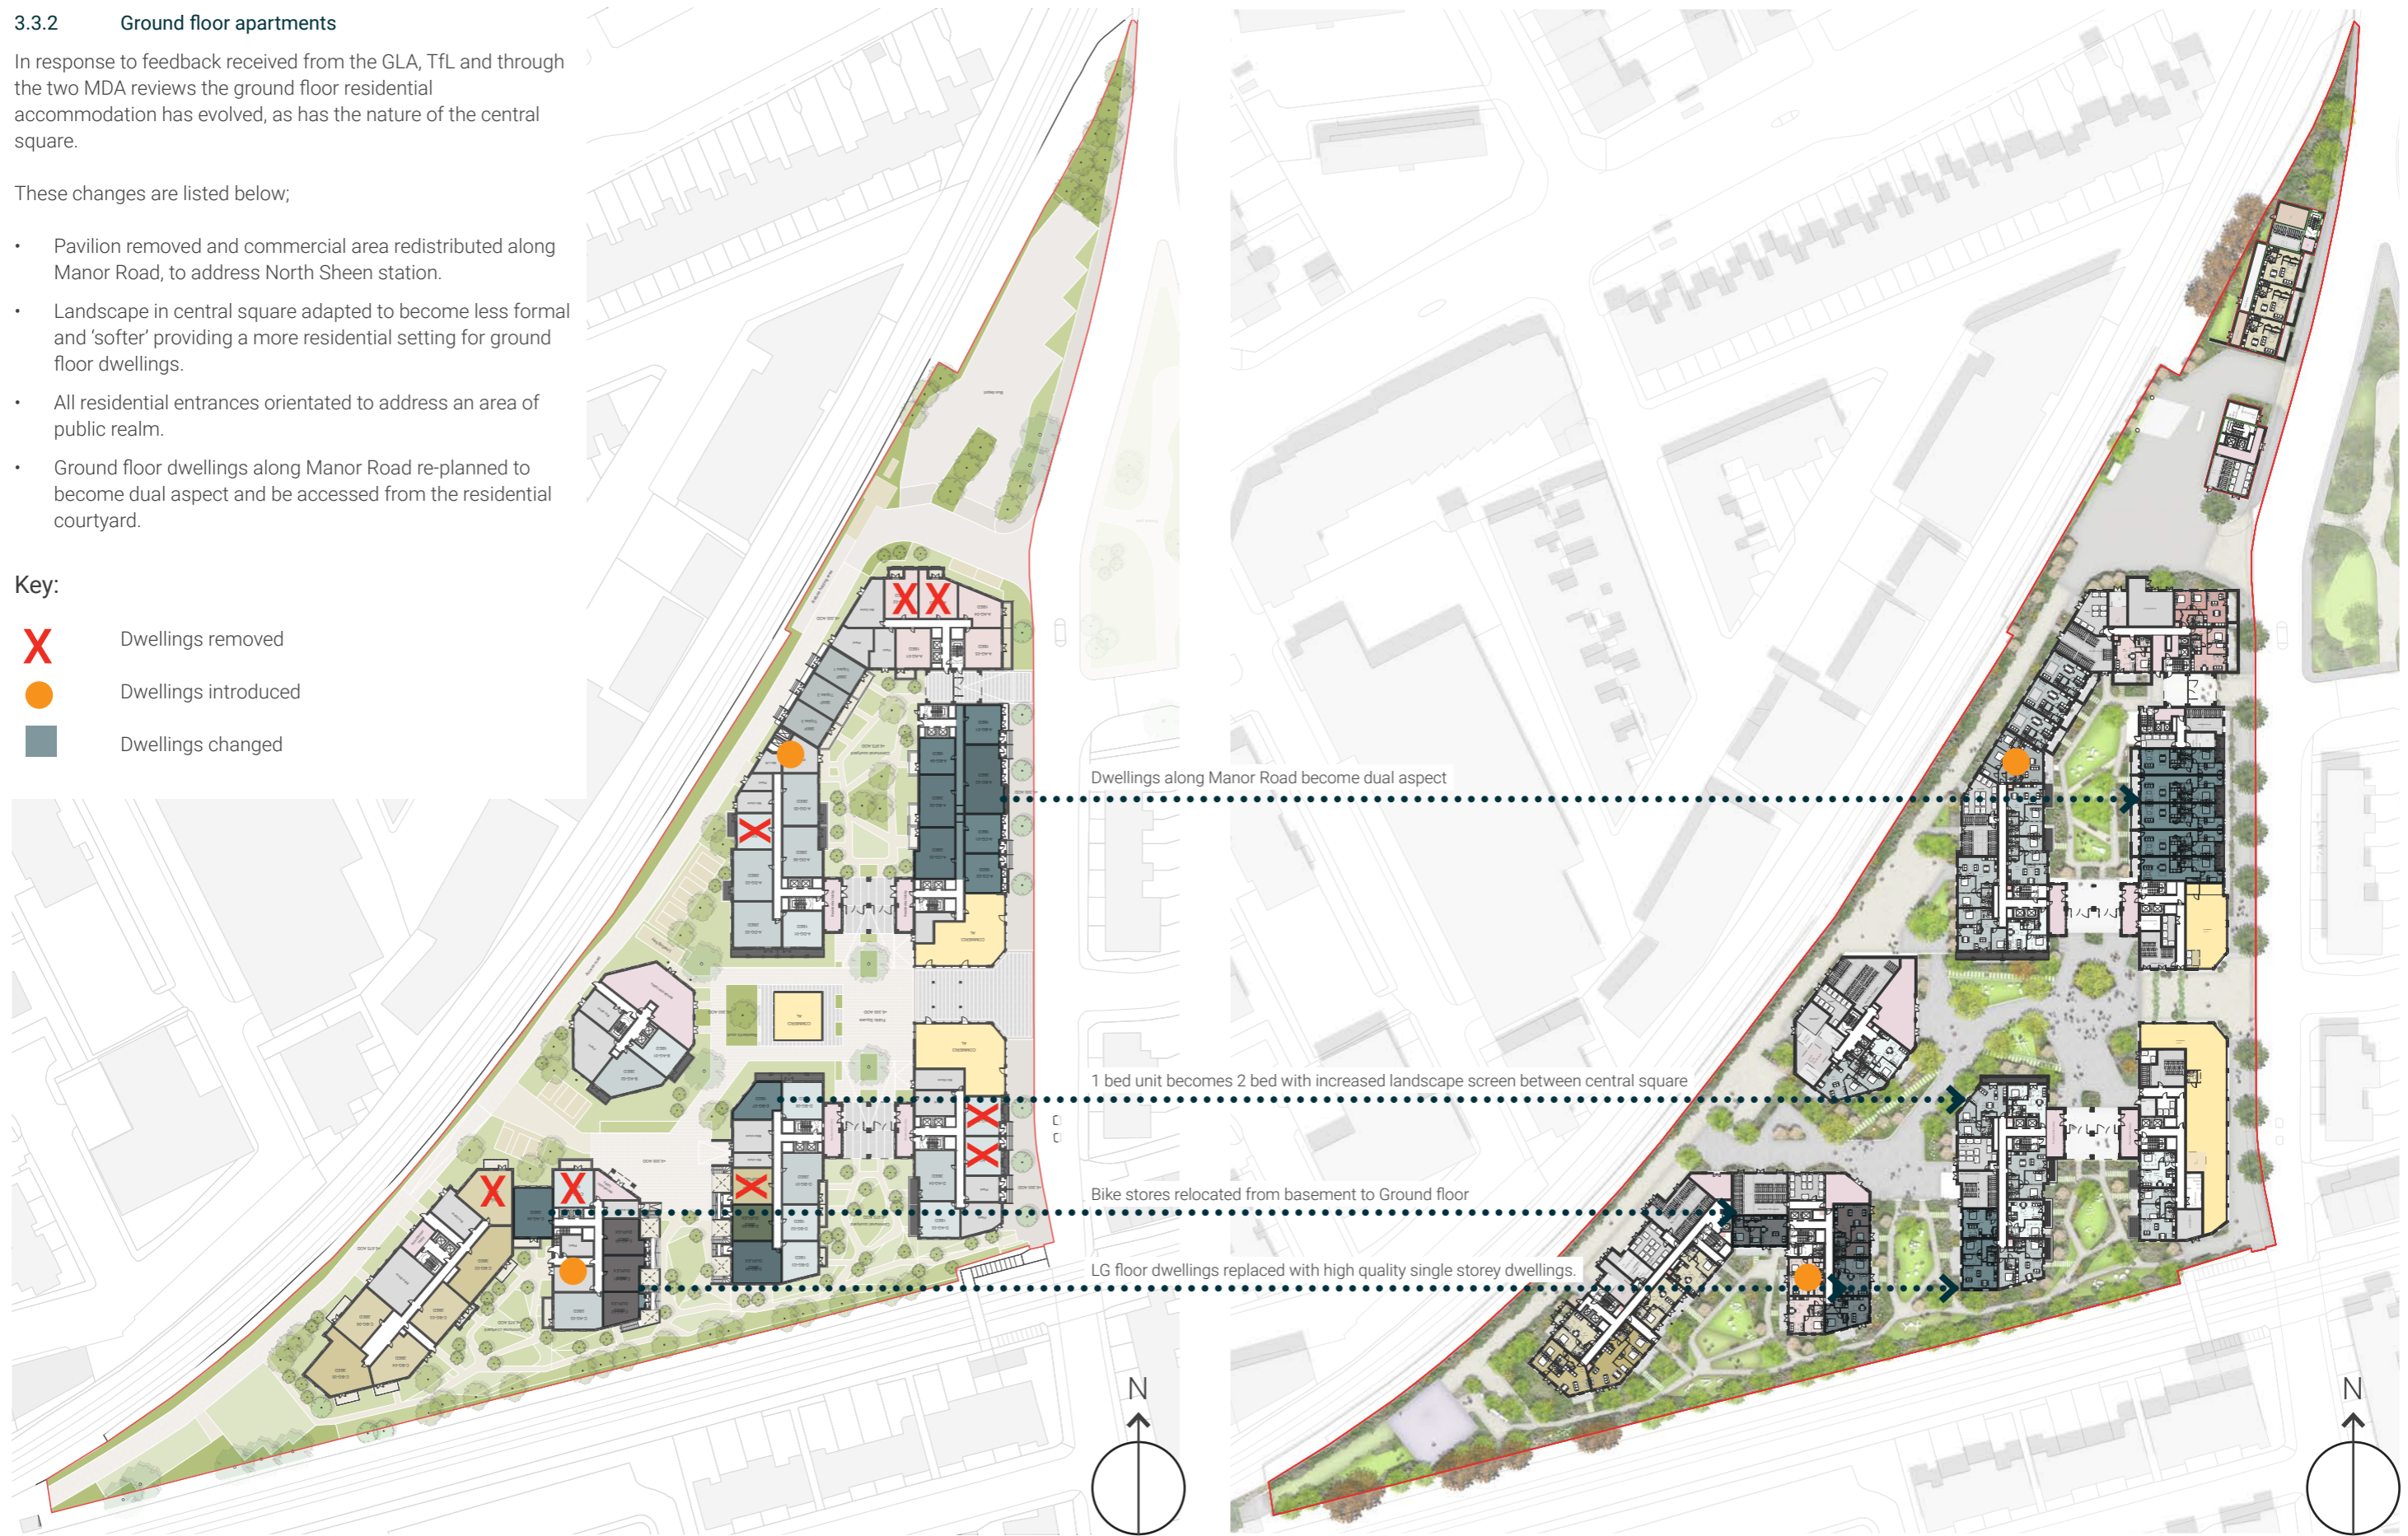 3.3.2 Ground floor apartments
In response to feedback received from the GLA, TfL and through
the two MDA reviews the ground floor residential
accommodation has evolved, as has the nature of the central
square.
These changes are listed below;
• Pavilion removed and commercial area redistributed along
Manor Road, to address North Sheen station.
• Landscape in central square adapted to become less formal
and ‘softer’ providing a more residential setting for ground
floor dwellings.
• All residential entrances orientated to address an area of
public realm.
• Ground floor dwellings along Manor Road re-planned to
become dual aspect and be accessed from the residential
courtyard.
Key:
X Dwellings removed
Dwellings introduced
Dwellings changed
Dwellings along Manor Road become dual aspect
1 bed unit becomes 2 bed with increased landscape screen between central square
Bike stores relocated from basement to Ground floor
LG floor dwellings replaced with high quality single storey dwellings.
N
N